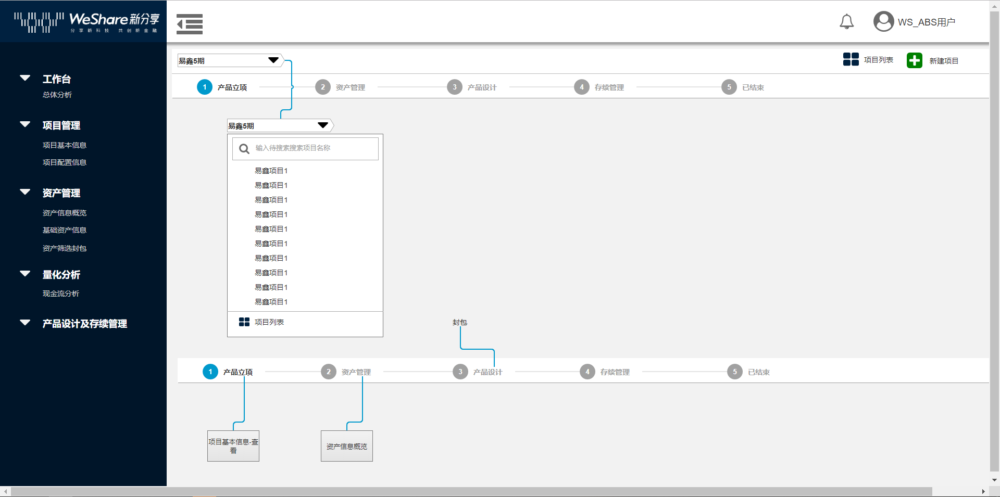 WeShare新分享
分享新科技 共创新金融
WS_ABS用户
工作台
总体分析
项目管理
项目基本信息
项目配置信息
资产管理
资产信息概览
基础资产信息
资产筛选封包
量化分析
现金流分析
产品设计及存续管理
易鑫5期
项目列表
新建项目
1 产品立项
2 资产管理
3 产品设计
4 存续管理
5 已结束
易鑫5期
输入待搜索搜索项目名称
易鑫项目1
易鑫项目1
易鑫项目1
易鑫项目1
易鑫项目1
易鑫项目1
易鑫项目1
易鑫项目1
易鑫项目1
易鑫项目1
项目列表
封包
1 产品立项
2 资产管理
3 产品设计
4 存续管理
5 已结束
项目基本信息-查
看
资产信息概览